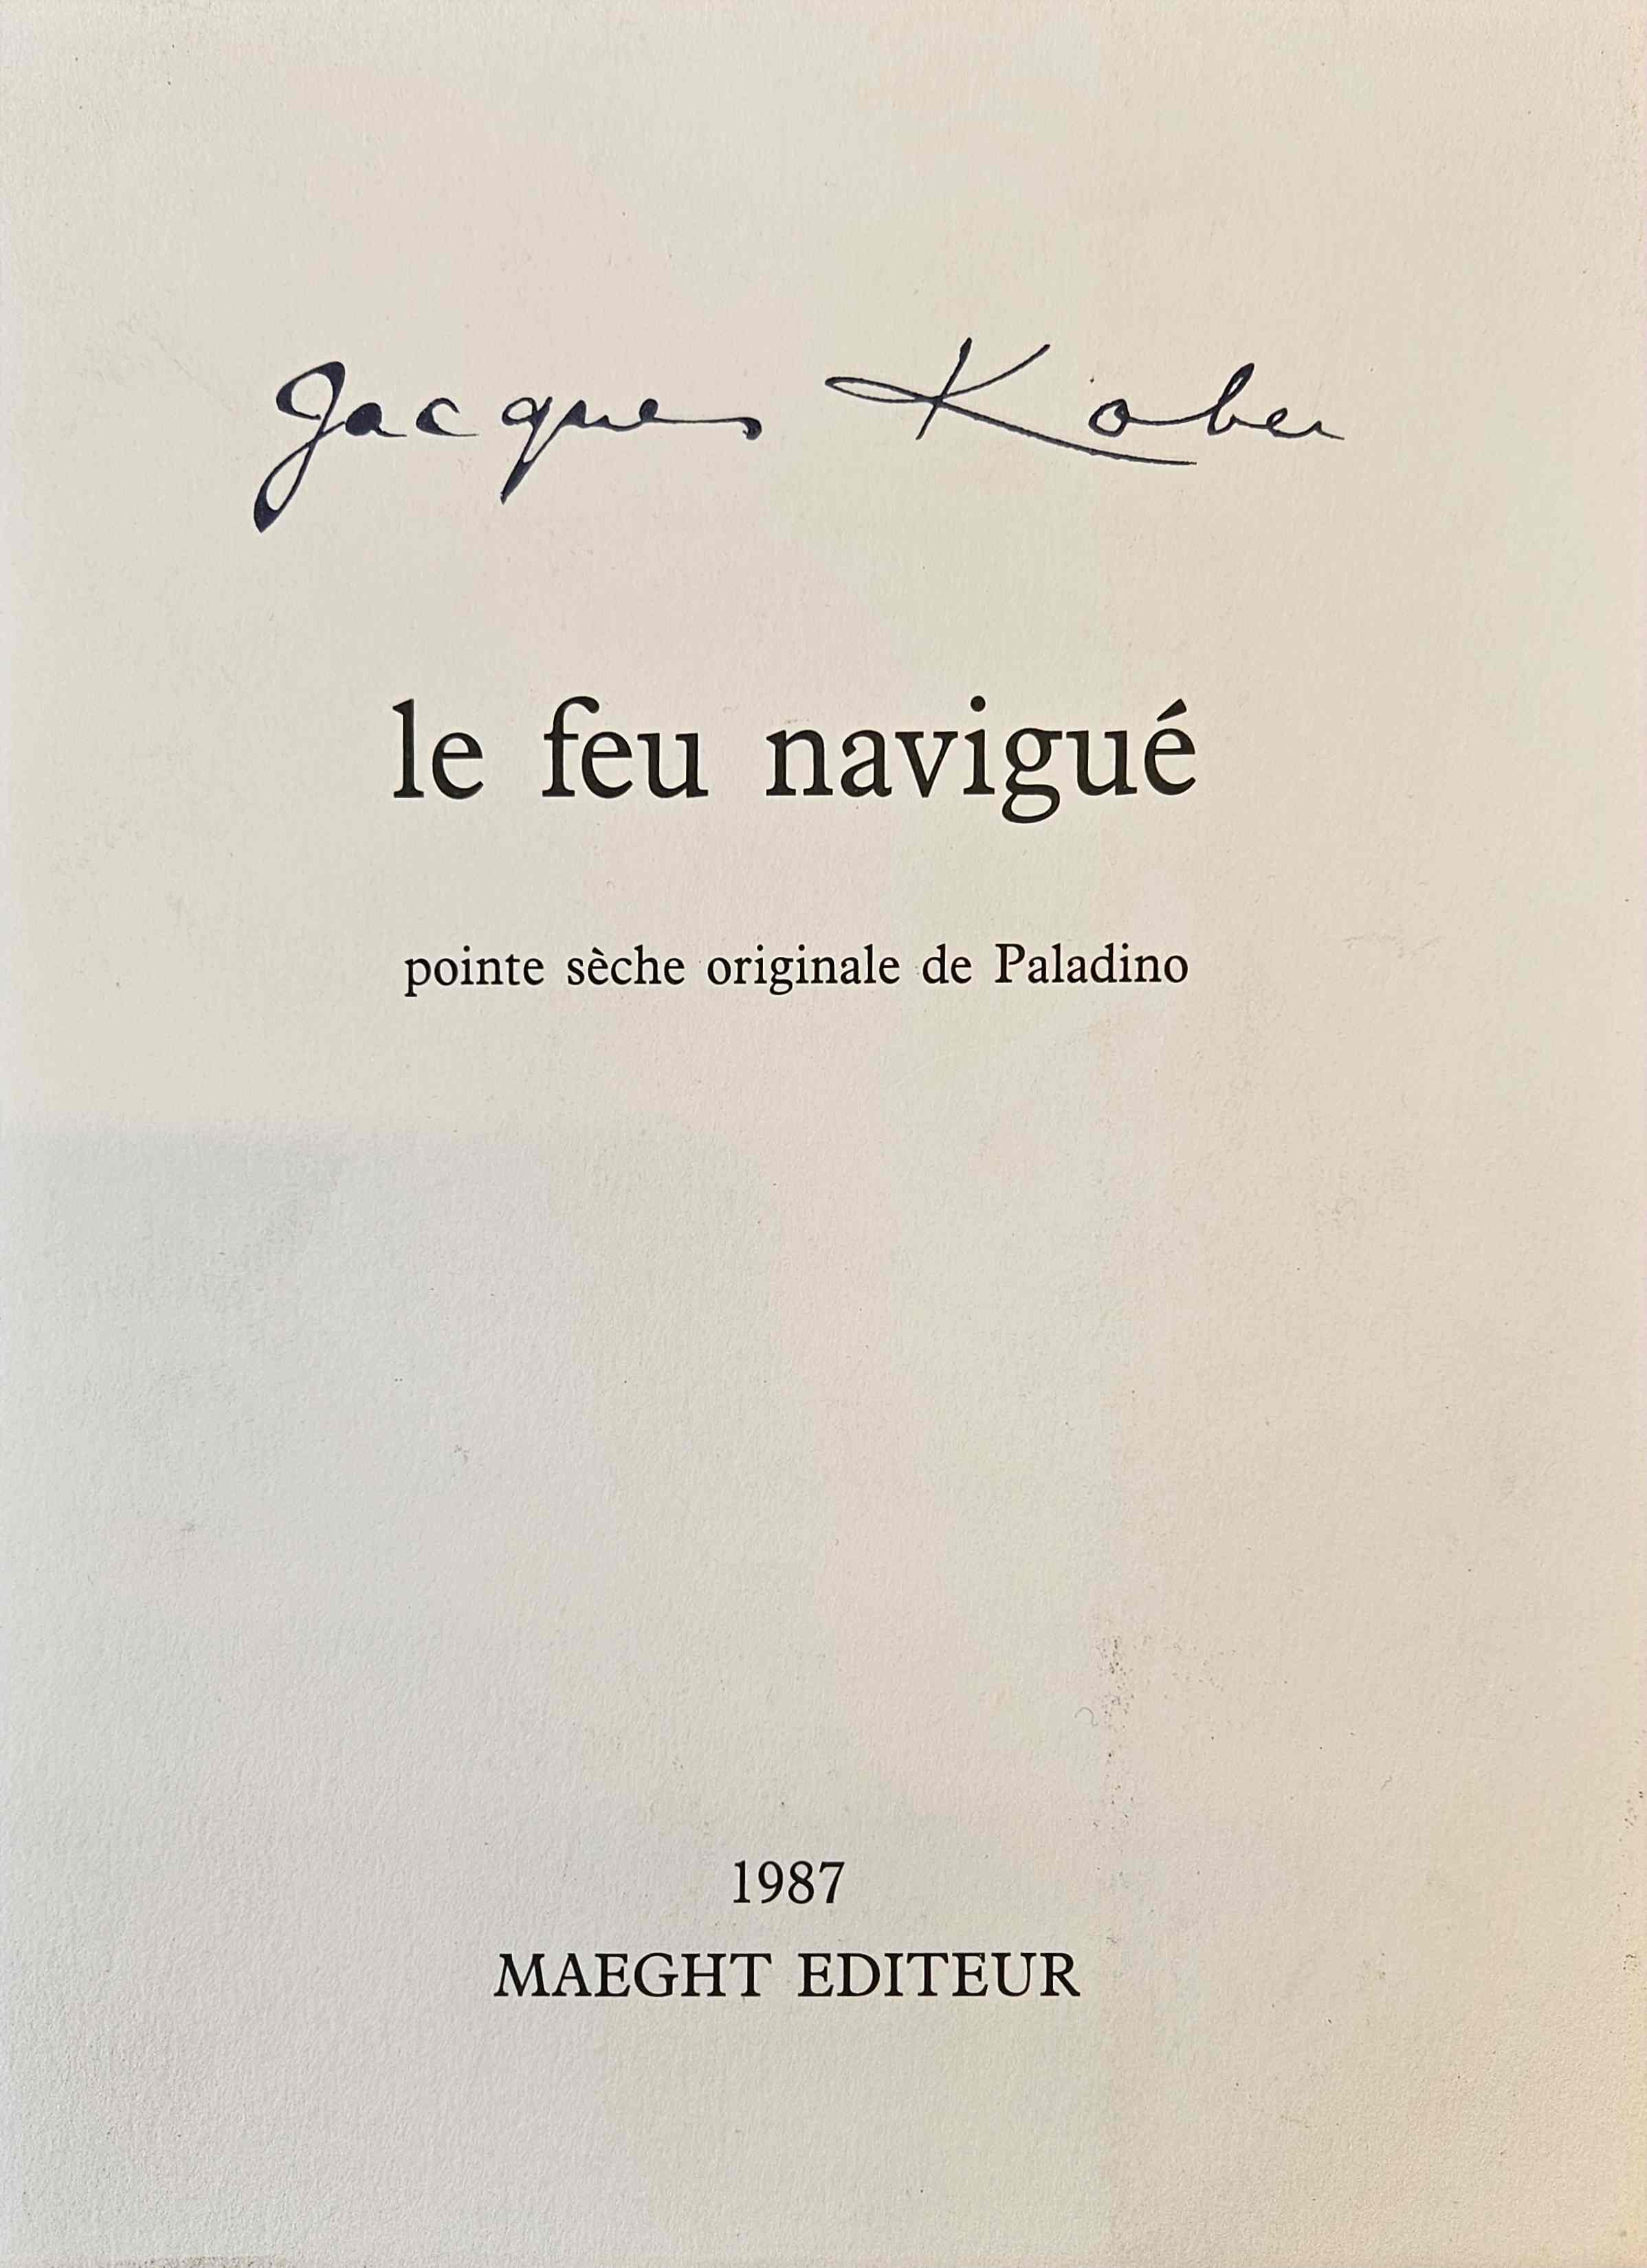 Jacques Kober
le feu navigué
pointe sèche originale de Paladino
1987
MAEGHT EDITEUR